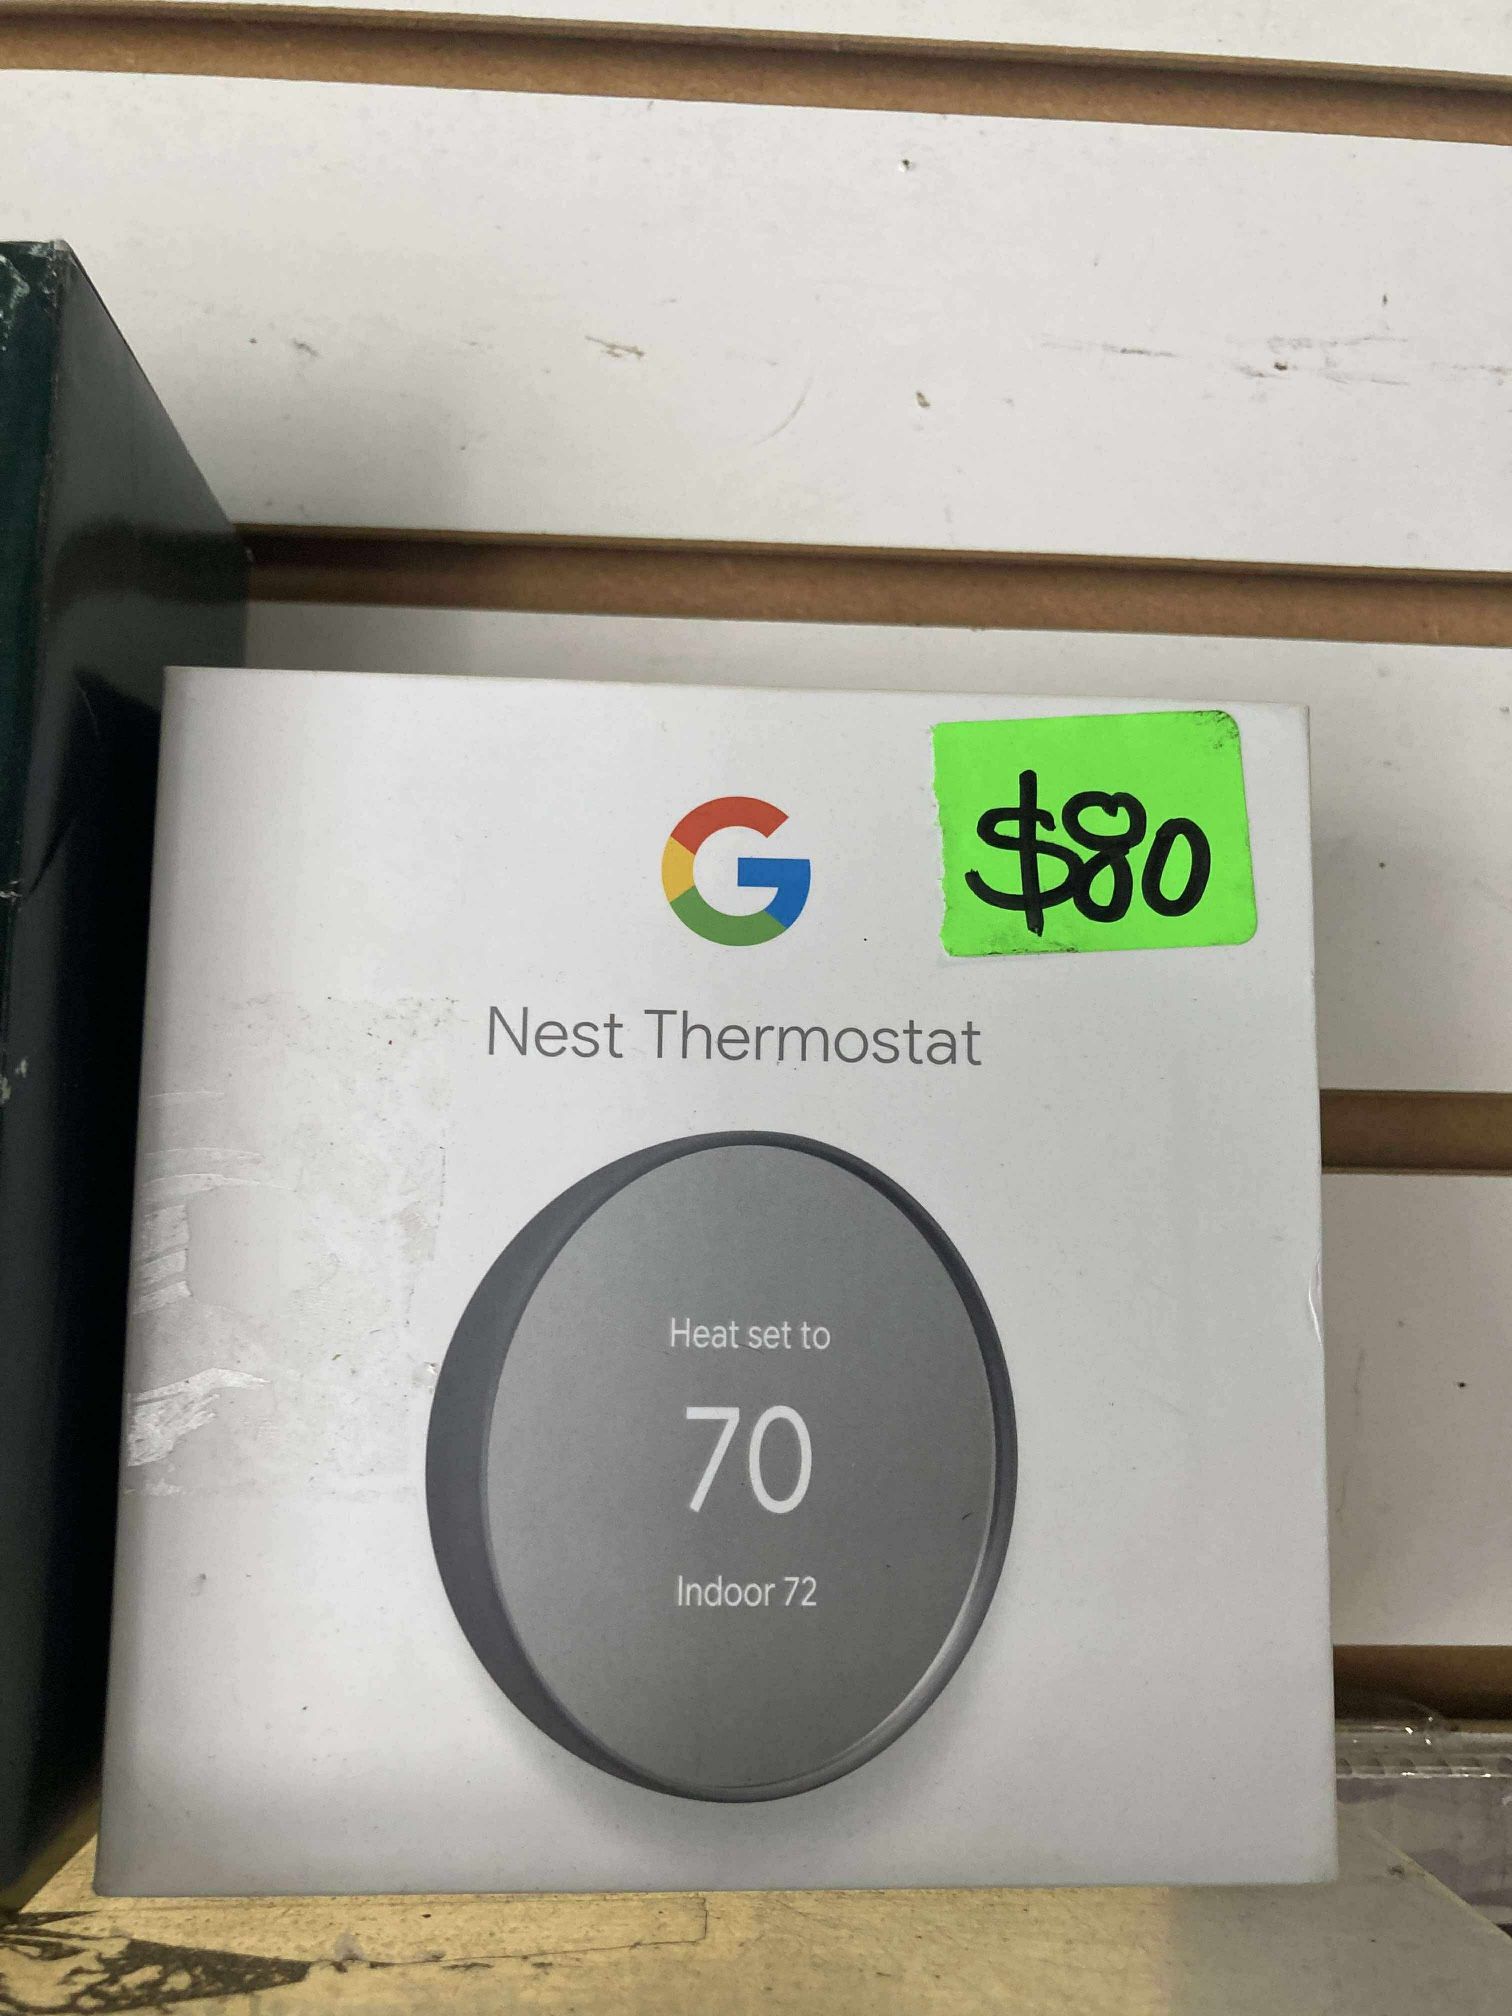 $80
Nest Thermostat
Heat set to
70
Indoor 72